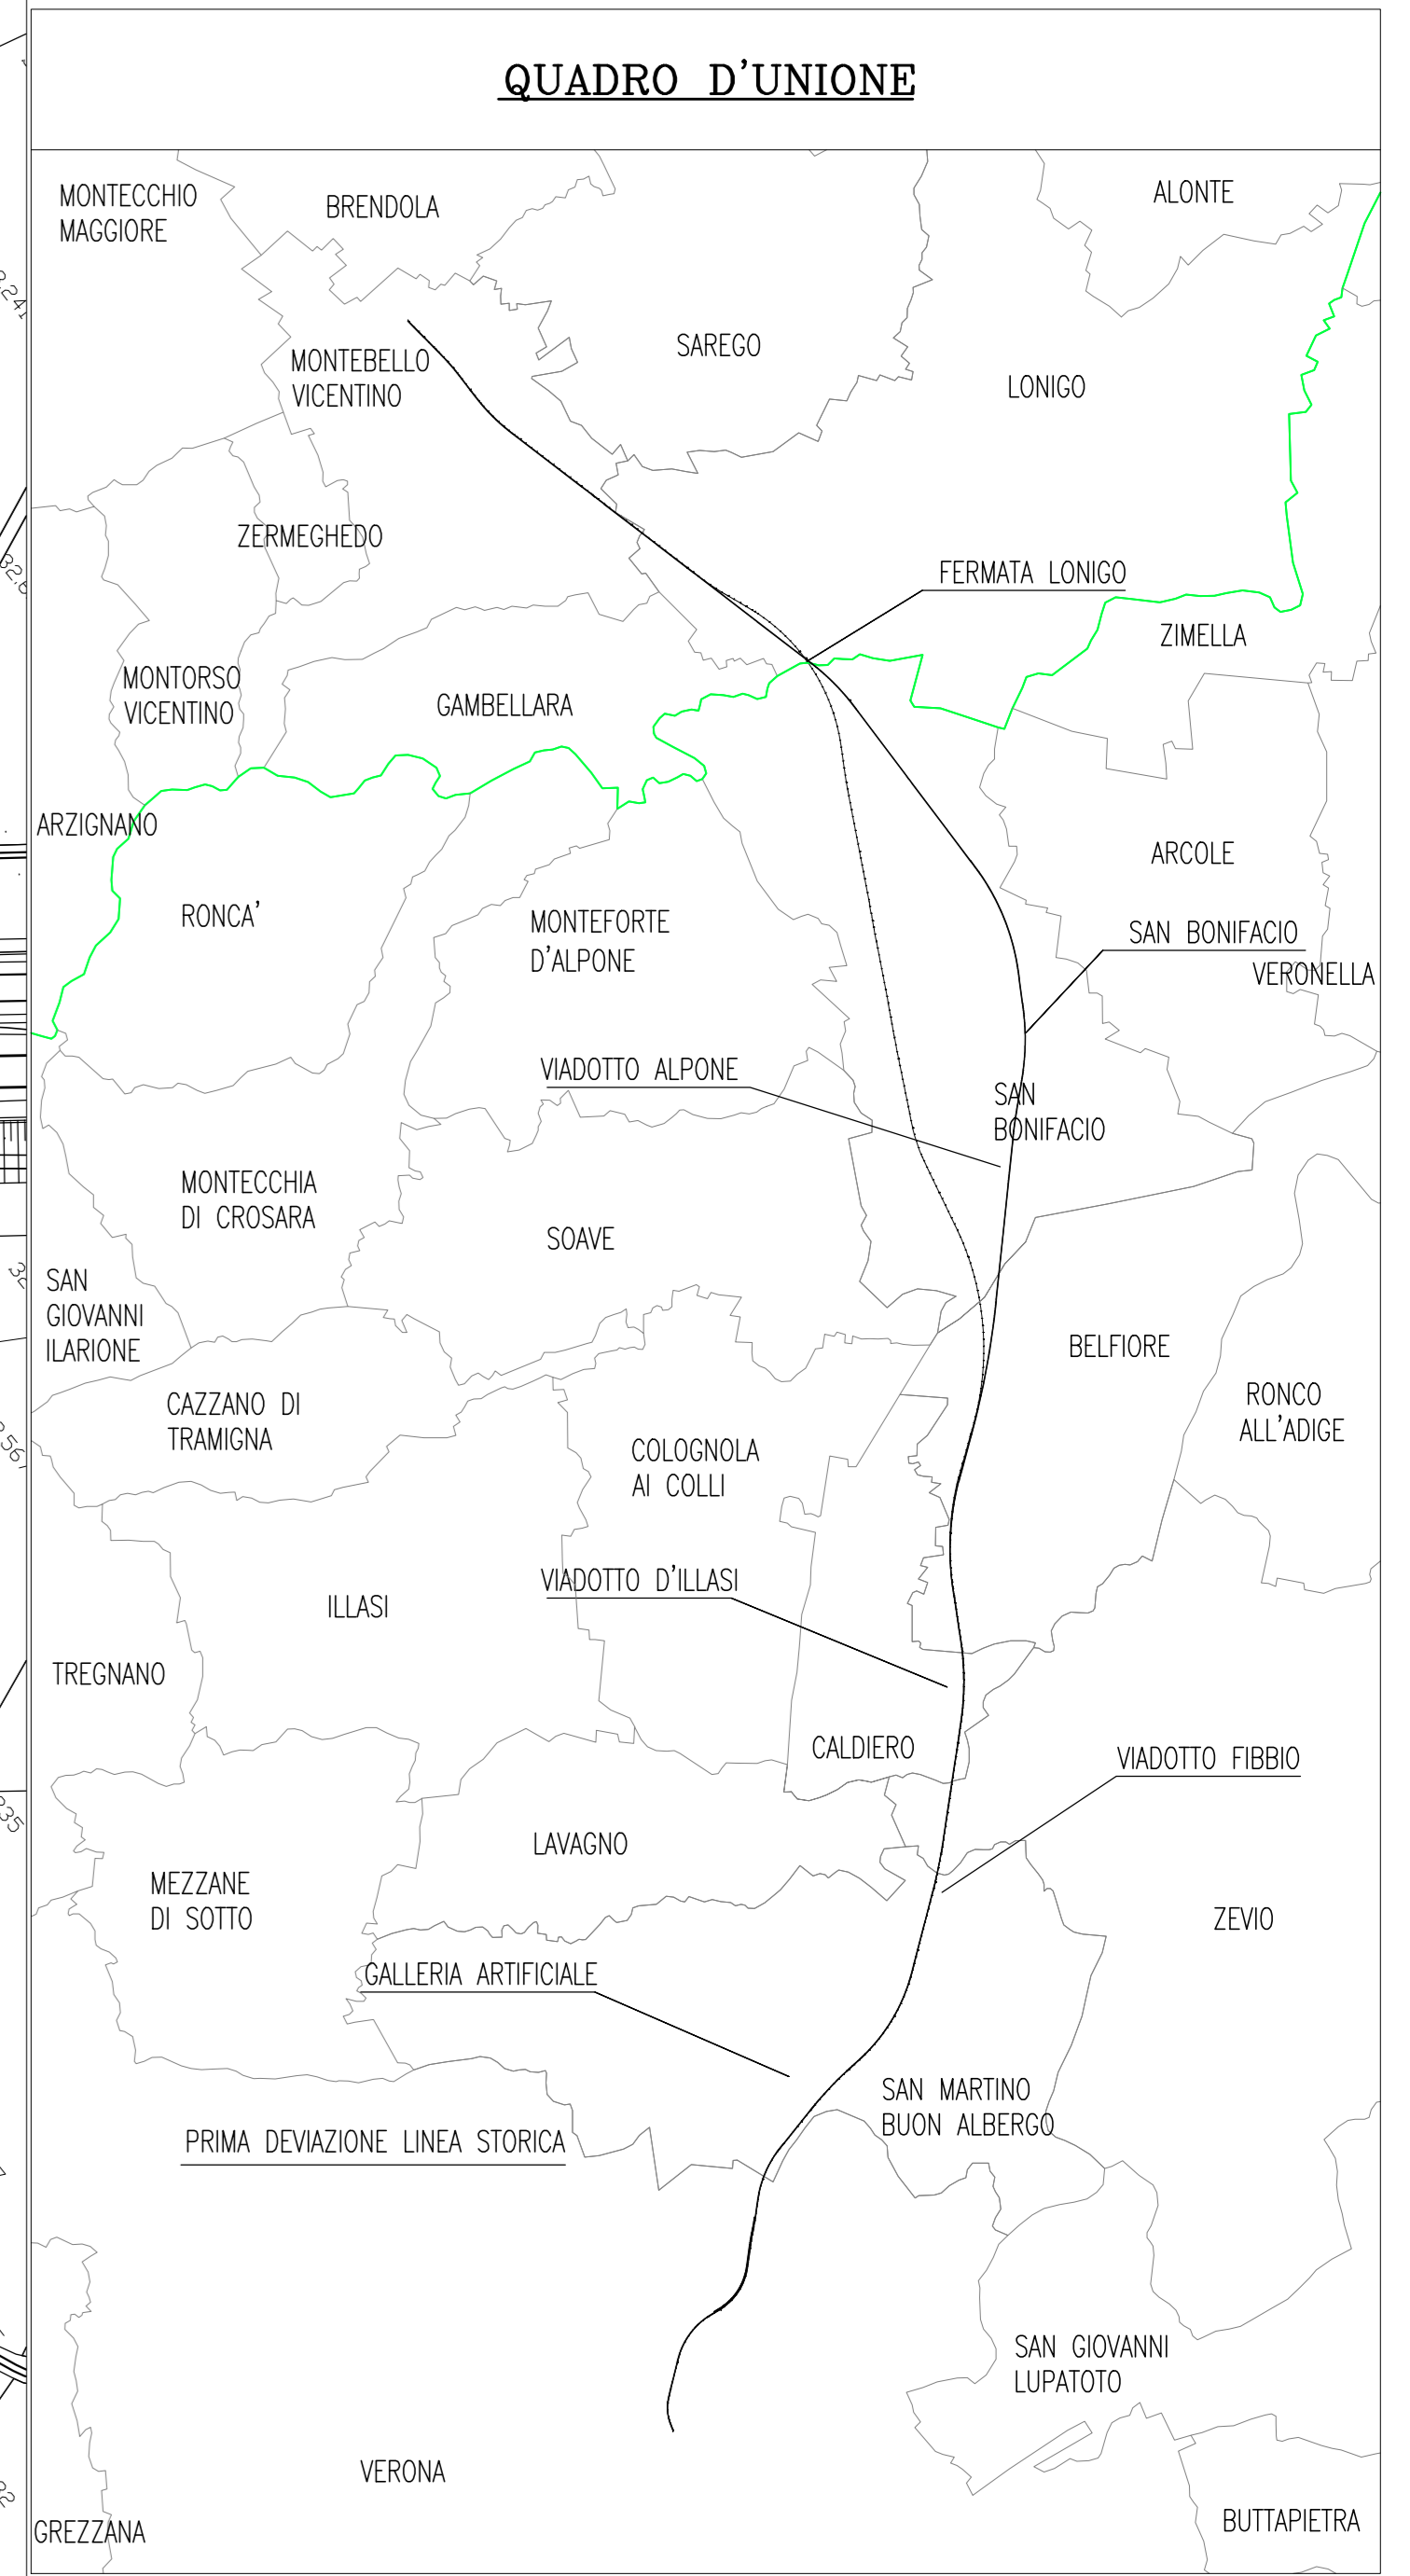 QUADRO D'UNIONE
MONTECCHIO
MAGGIORE
BRENDOLA
ALONTE
SAREGO
MONTEBELLO
VICENTINO
LONIGO
ZERMEGHEDO
FERMATA LONIGO
ZIMELLA
MONTORSO
VICENTINO
GAMBELLARA
ARZIGNANO
ARCOLE
RONCA'
MONTEFORTE
D'ALPONE
SAN BONIFACIO
VERONELLA
VIADOTTO ALPONE
SAN
BONIFACIO
MONTECCHIA
DI CROSARA
SOAVE
SAN
GIOVANNI
ILARIONE
BELFIORE
CAZZANO DI
TRAMIGNA
RONCO
ALL'ADIGE
COLOGNOLA
AI COLLI
VIADOTTO D'ILLASI
ILLASI
TREGNANO
CALDIERO
VIADOTTO FIBBIO
LAVAGNO
MEZZANE
DI SOTTO
ZEVIO
GALLERIA ARTIFICIALE
SAN MARTINO
BUON ALBERGO
PRIMA DEVIAZIONE LINEA STORICA
SAN GIOVANNI
LUPATOTO
VERONA
BUTTAPIETRA
GREZZANA